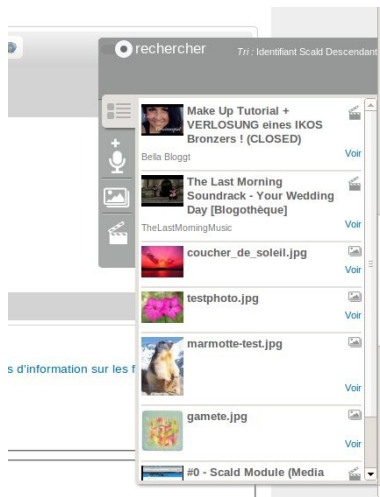 rechercher
Tri : Identifiant Scald Descendant
Make Up Tutorial +
VERLOSUNG eines IKOS
Bronzers ! (CLOSED)
Bella Bloggt
Voir
The Last Morning
Soundrack - Your Wedding
Day [Blogothèque]
TheLastMorningMusic
Voir
coucher_de_soleil.jpg
Voir
testphoto.jpg
Voir
s d'information sur les f
marmotte-test.jpg
Voir
gamete.jpg
Voir
#0 - Scald Module (Media